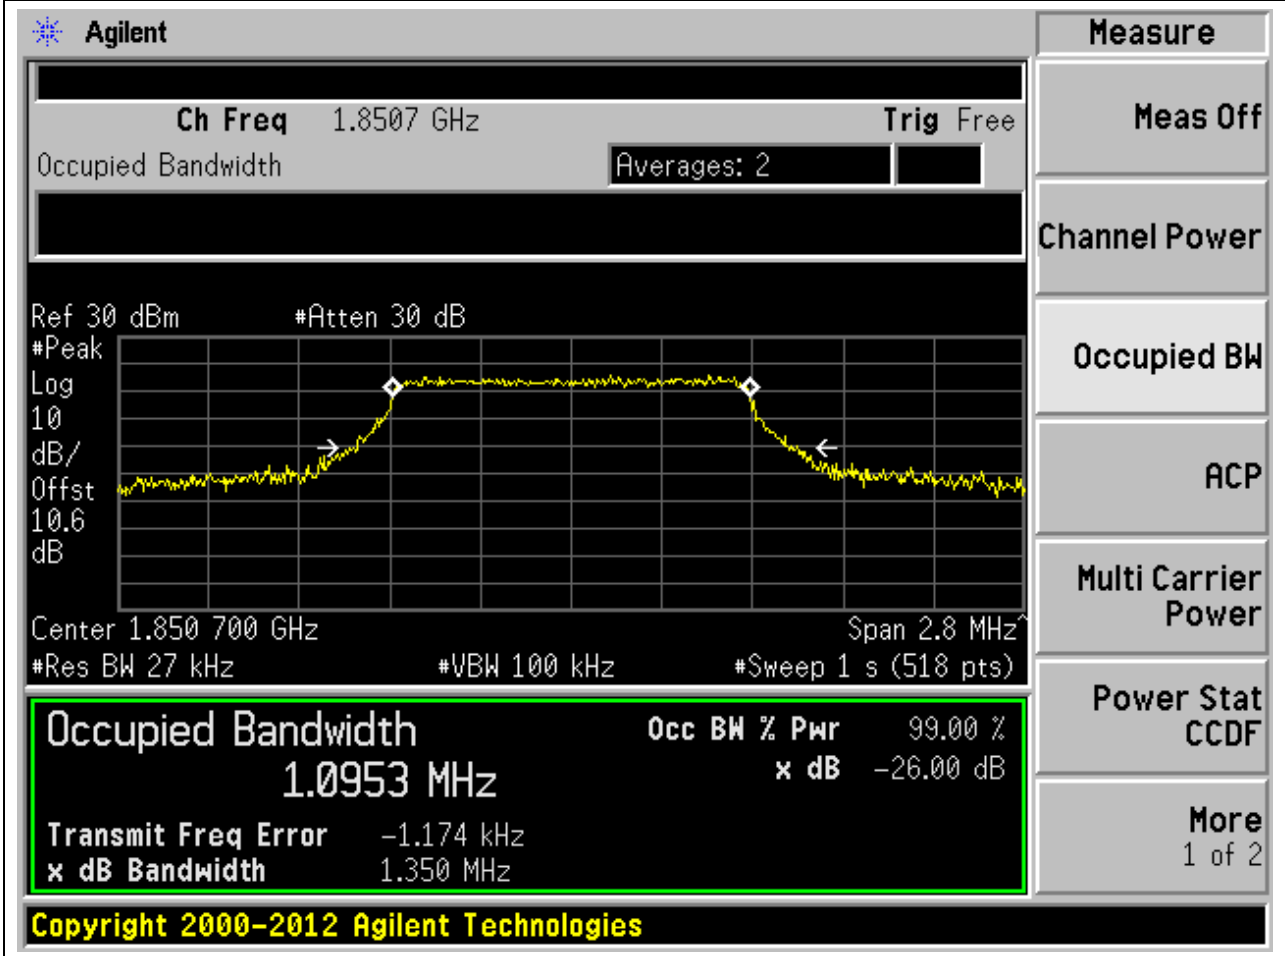 Agilent
Measure
Ch Freq 1.8507 GHz Trig Free
Occupied Bandwidth Averages: 2
Meas Off
Channel Power
Occupied BW
ACP
Multi Carrier
Power
Power Stat
CCDF
More
1 of 2
Ref 30 dBm #Atten 30 dB
#Peak
Log
10
dB/
Offst
10.6
dB
Center 1.850 700 GHz Span 2.8 MHz^
#Res BW 27 kHz #VBW 100 kHz #Sweep 1 s (518 pts)
Occupied Bandwidth Occ BW % Pwr 99.00 %
1.0953 MHz x dB -26.00 dB
Transmit Freq Error -1.174 kHz
x dB Bandwidth 1.350 MHz
Copyright 2000-2012 Agilent Technologies